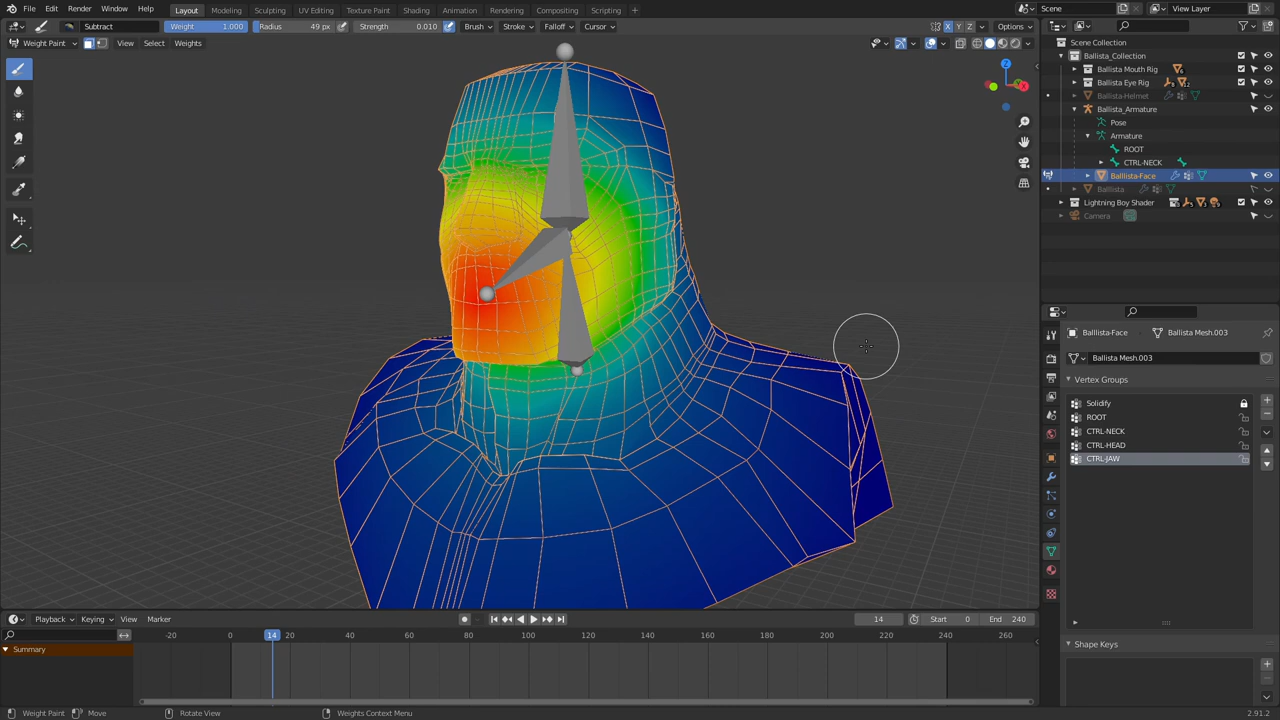 File Edit Render Window Help Layout Modeling Sculpting UV Editing Texture Paint Shading Animation Rendering Compositing Scripting + Scene View Layer
Subtract Weight 1.000 Radius 49 px Strength 0.010 Brush Stroke Falloff Cursor X Y Z Options
Weight Paint View Select Weights
Scene Collection
Ballista_Collection
Ballista Mouth Rig
Ballista Eye Rig
Ballista-Helmet
Ballista_Armature
Pose
Armature
ROOT
CTRL-NECK
Balllista-Face
Balllista
Lightning Boy Shader
Camera
Balllista-Face Ballista Mesh.003
Ballista Mesh.003
Vertex Groups
Solidify
ROOT
CTRL-NECK
CTRL-HEAD
CTRL-JAW
Shape Keys
Playback Keying View Marker 14 Start 0 End 240
-20 0 14 20 40 60 80 100 120 140 160 180 200 220 240 260
Summary
Weight Paint Move Rotate View Weights Context Menu 2.91.2